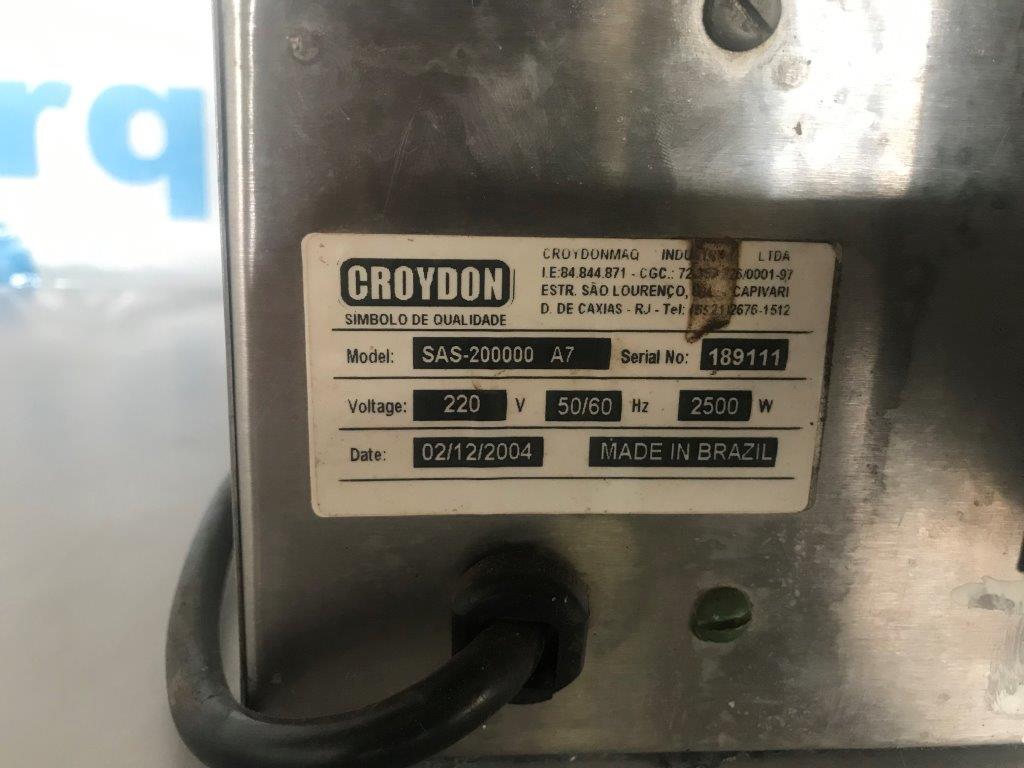 rq
CROYDON
SÍMBOLO DE QUALIDADE
CROYDONMAQ LTDA
I.E:84.844.871 - CGC.: /0001-97
ESTR. SÃO LOURENÇO, CAPIVARI
D. DE CAXIAS - RJ - Tel: 2676-1512
Model: SAS-200000 A7 Serial No: 189111
Voltage: 220 V 50/60 Hz 2500 W
Date: 02/12/2004 MADE IN BRAZIL